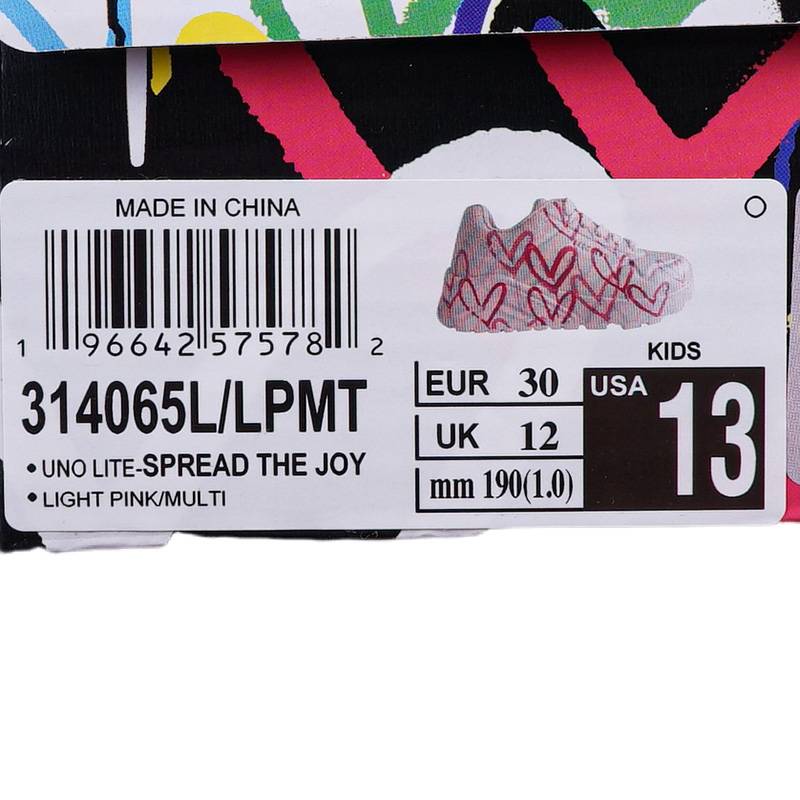 MADE IN CHINA
1 96642 57578 2
314065L/LPMT
• UNO LITE-SPREAD THE JOY
• LIGHT PINK/MULTI
KIDS
EUR 30
UK 12
mm 190(1.0)
USA 13